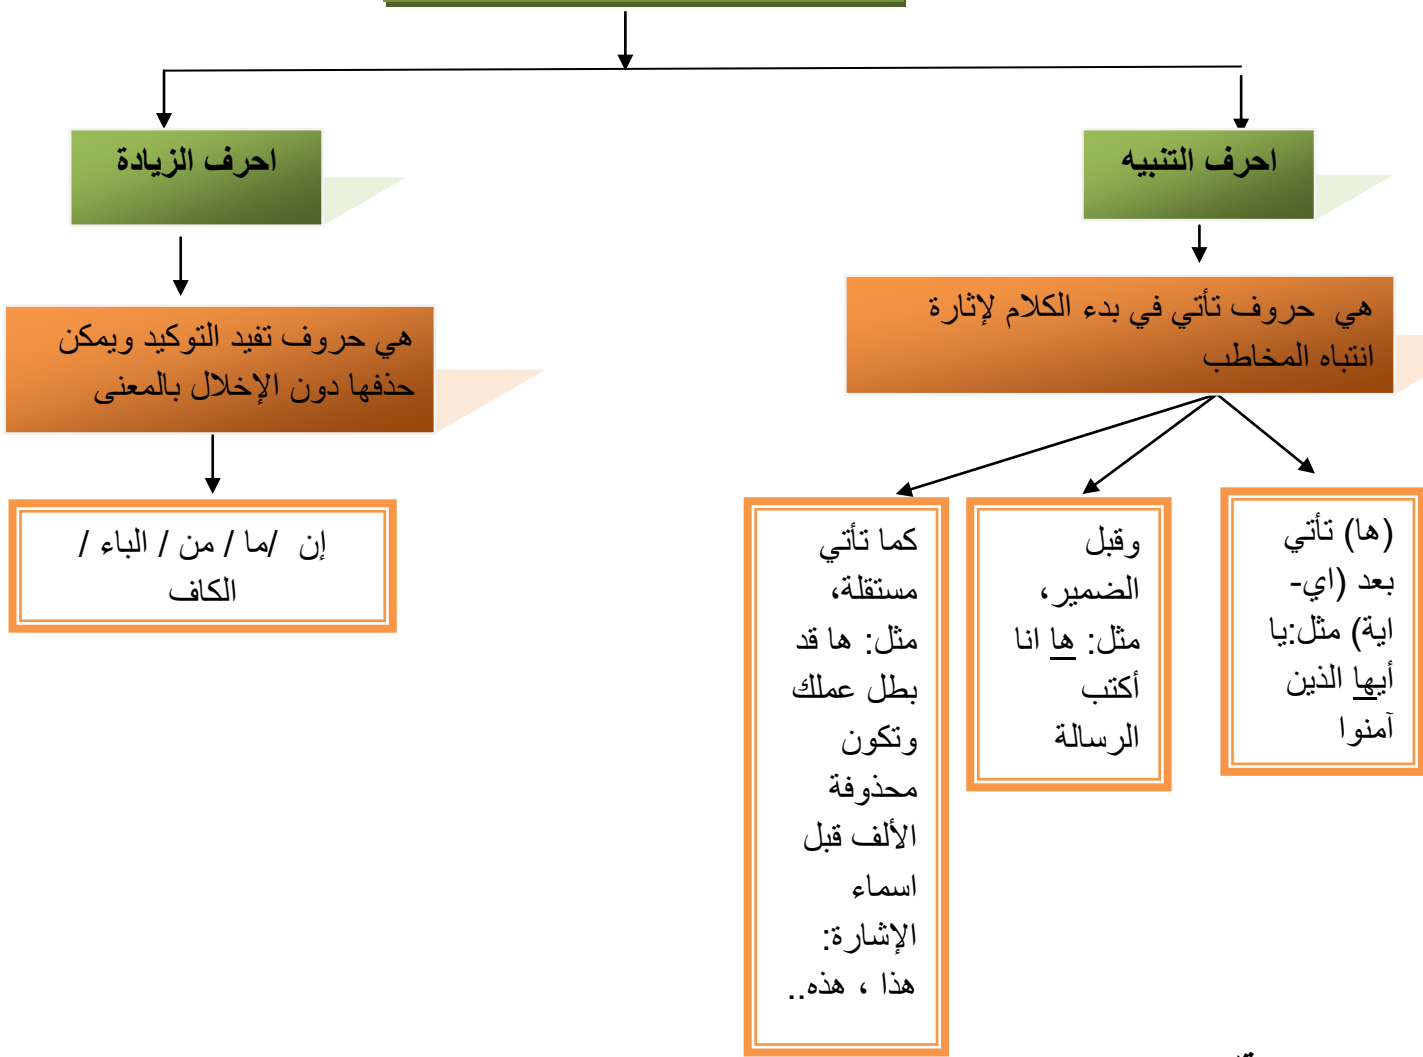 احرف التنبيه
احرف الزيادة
هي حروف تأتي في بدء الكلام لإثارة
انتباه المخاطب
هي حروف تفيد التوكيد ويمكن
حذفها دون الإخلال بالمعنى
(ها) تأتي
بعد (اي-
اية) مثل:يا
أيها الذين
آمنوا
وقبل
الضمير،
مثل: ها انا
أكتب
الرسالة
كما تأتي
مستقلة،
مثل: ها قد
بطل عملك
وتكون
محذوفة
الألف قبل
اسماء
الإشارة:
هذا ، هذه..
إن /ما / من / الباء /
الكاف